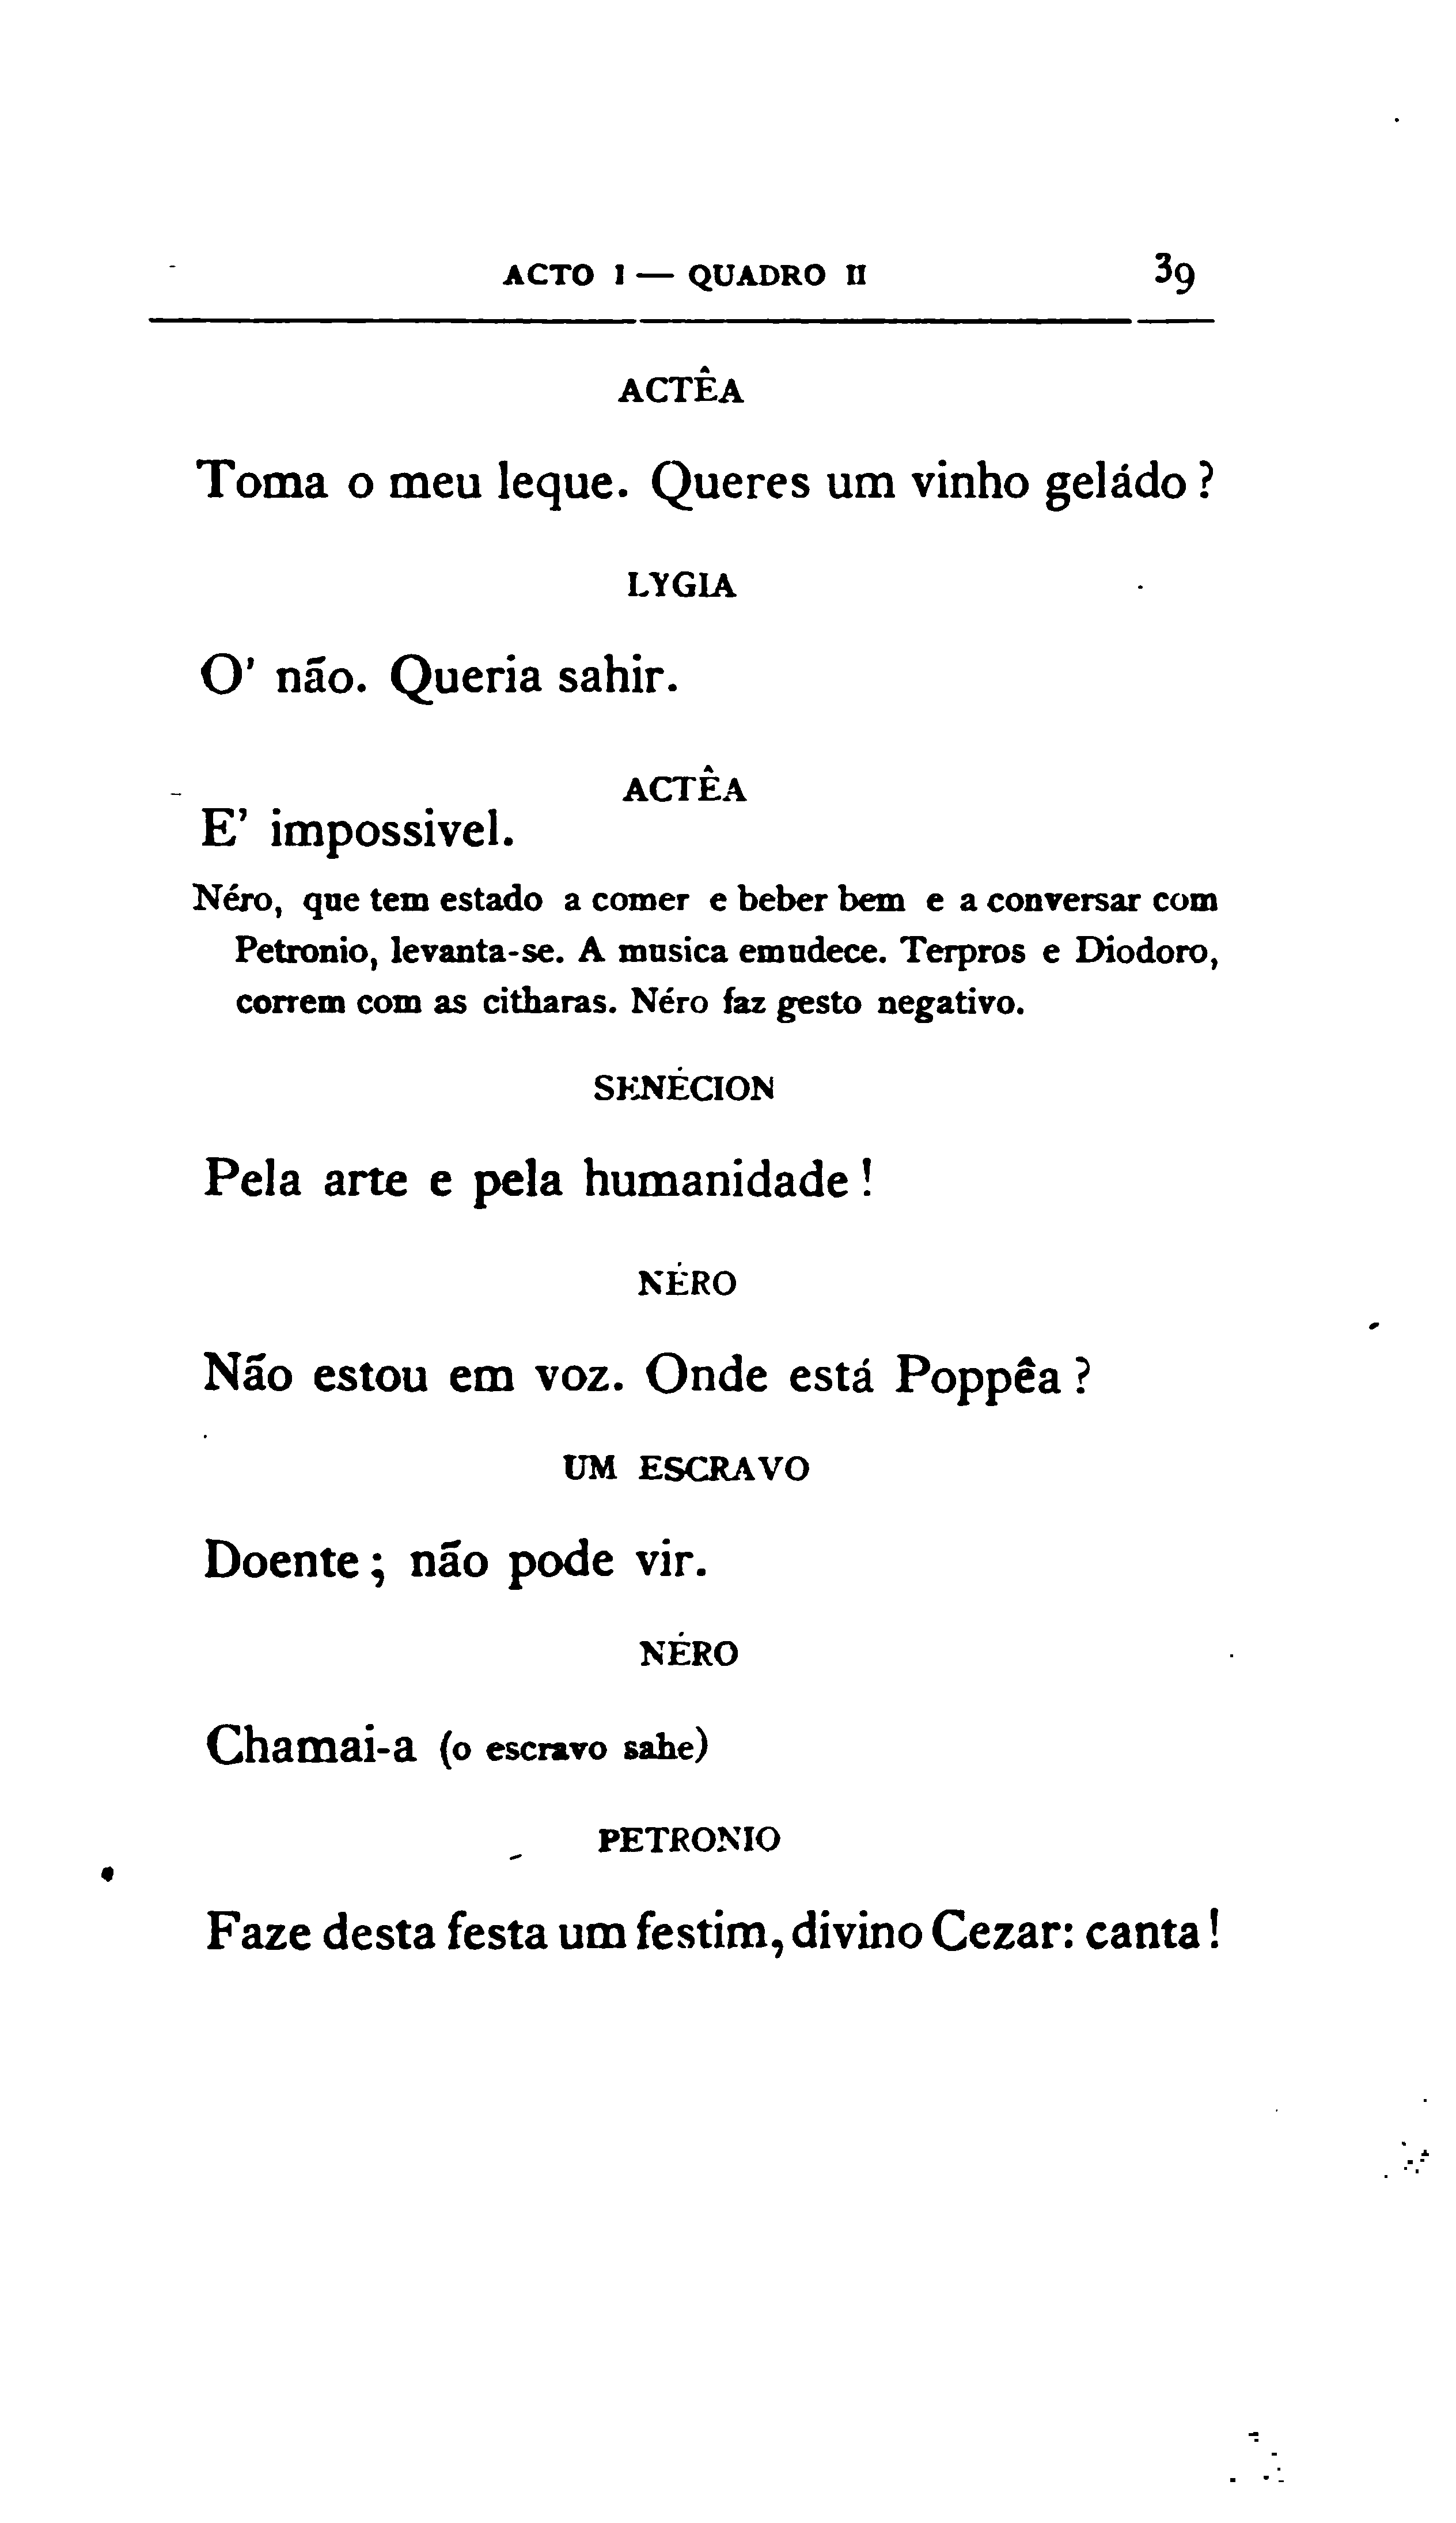 ACTO I — QUADRO II 39
ACTÊA
Toma o meu leque. Queres um vinho geládo?
LYGIA
O' não. Queria sahir.
ACTÊA
E' impossivel.
Néro, que tem estado a comer e beber bem e a conversar com
Petronio, levanta-se. A musica emudece. Terpros e Diodoro,
correm com as citharas. Néro faz gesto negativo.
SENÉCION
Pela arte e pela humanidade!
NÉRO
Não estou em voz. Onde está Poppêa?
UM ESCRAVO
Doente; não pode vir.
NÉRO
Chamai-a (o escravo sahe)
PETRONIO
Faze desta festa um festim, divino Cezar: canta!